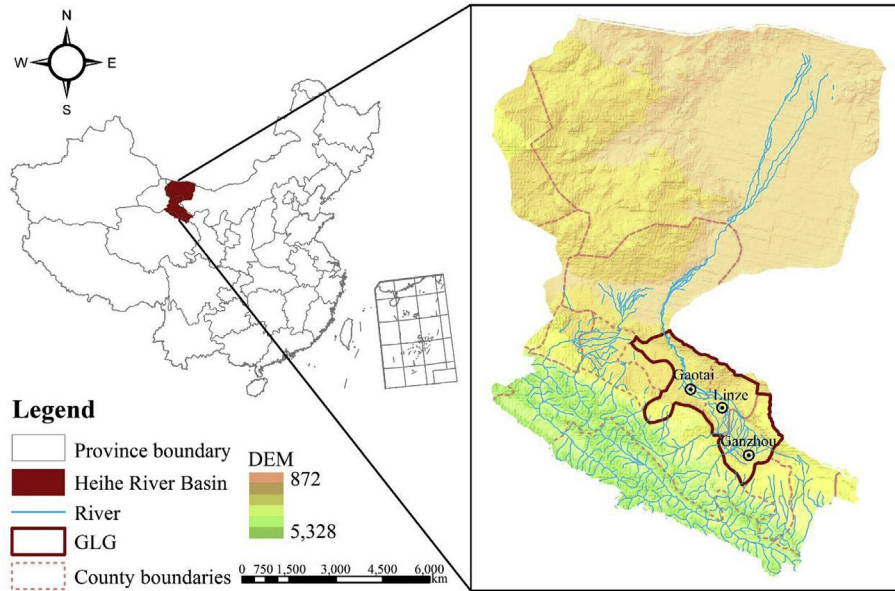 N
W E
S
Gaotai
Linze
Ganzhou
Legend
Province boundary
Heihe River Basin
River
GLG
County boundaries
DEM
872
5,328
0 750 1,500 3,000 4,500 6,000
km